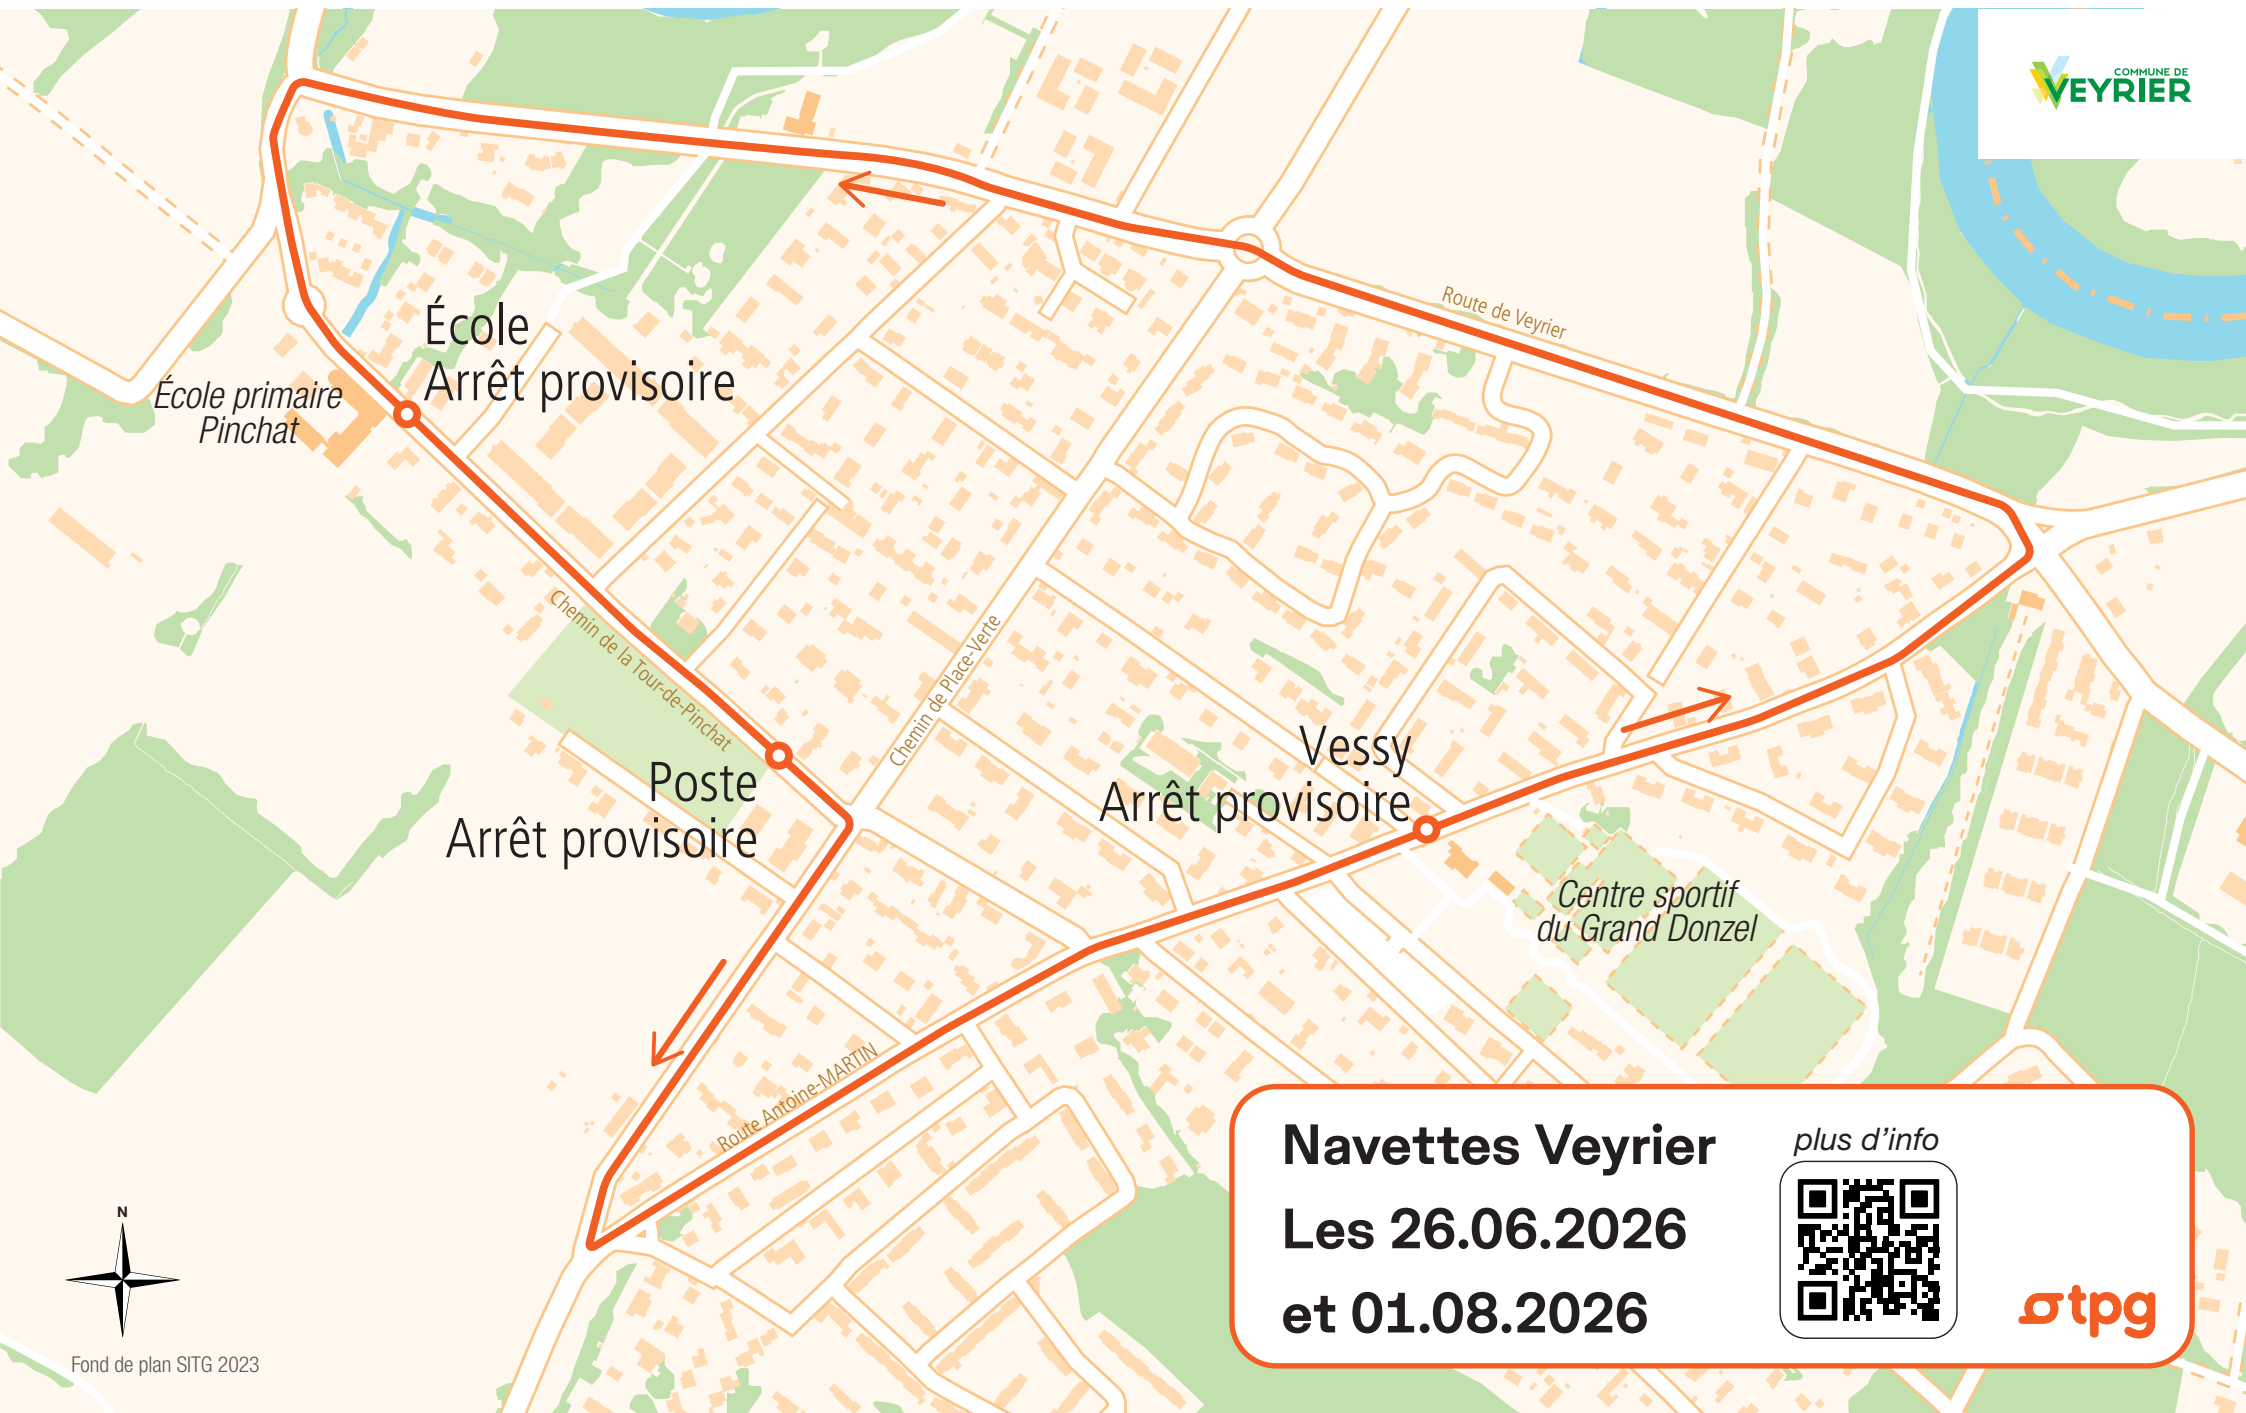 COMMUNE DE
VEYRIER
Route de Veyrier
École
Arrêt provisoire
École primaire
Pinchat
Chemin de la Tour-de-Pinchat
Chemin de Place-Verte
Poste
Arrêt provisoire
Vessy
Arrêt provisoire
Centre sportif
du Grand Donzel
Route Antoine-MARTIN
Navettes Veyrier
Les 26.06.2026
et 01.08.2026
plus d'info
tpg
N
Fond de plan SITG 2023